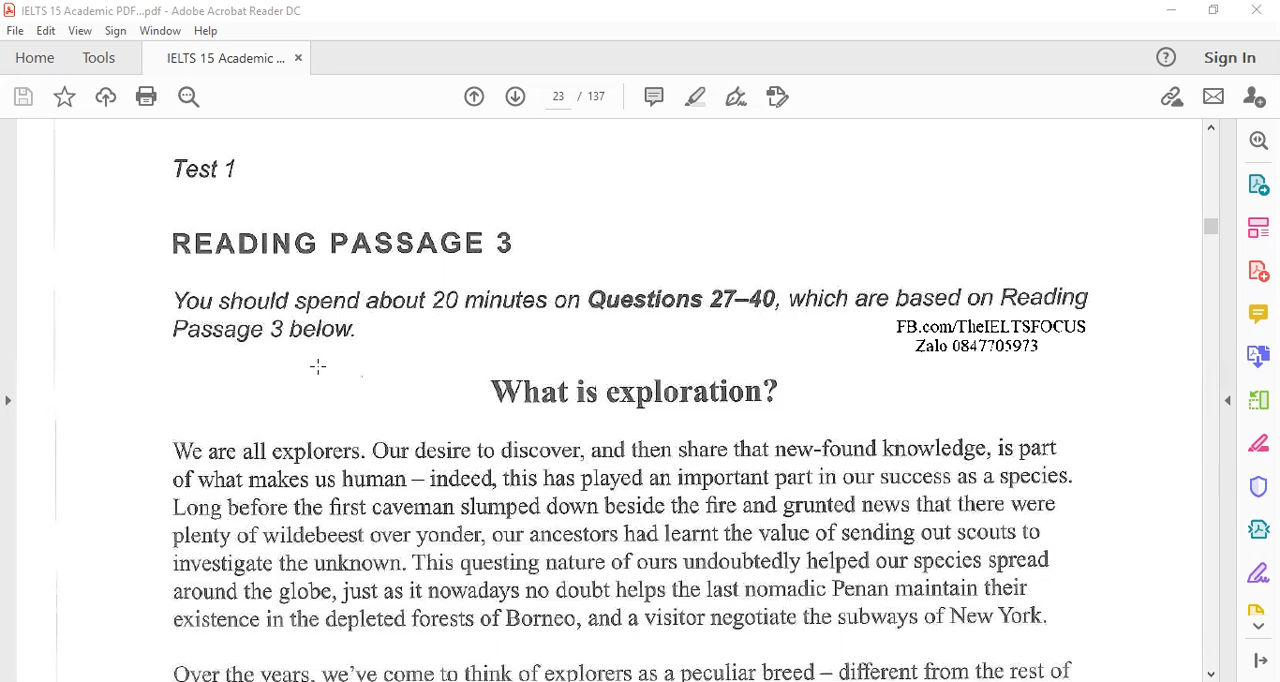 IELTS 15 Academic PDF...pdf - Adobe Acrobat Reader DC
File Edit View Sign Window Help
Home Tools IELTS 15 Academic ... × ? Sign In
23 / 137
Test 1
READING PASSAGE 3
You should spend about 20 minutes on Questions 27–40, which are based on Reading
Passage 3 below.
FB.com/TheIELTSFOCUS
Zalo 0847705973
What is exploration?
We are all explorers. Our desire to discover, and then share that new-found knowledge, is part
of what makes us human – indeed, this has played an important part in our success as a species.
Long before the first caveman slumped down beside the fire and grunted news that there were
plenty of wildebeest over yonder, our ancestors had learnt the value of sending out scouts to
investigate the unknown. This questing nature of ours undoubtedly helped our species spread
around the globe, just as it nowadays no doubt helps the last nomadic Penan maintain their
existence in the depleted forests of Borneo, and a visitor negotiate the subways of New York.
Over the years, we've come to think of explorers as a peculiar breed – different from the rest of